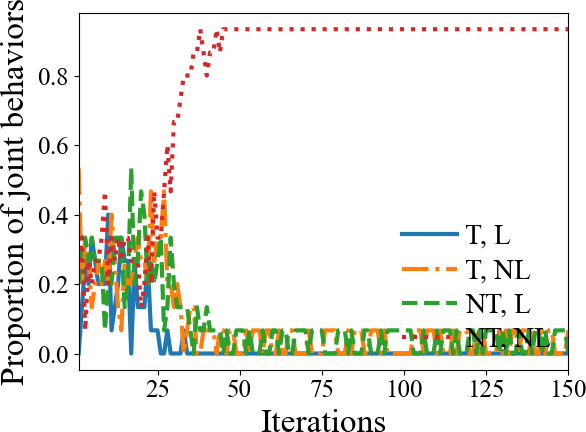 Proportion of joint behaviors
0.8
0.6
0.4
0.2
0.0
T, L
T, NL
NT, L
NT, NL
25
50
75
100
125
150
Iterations